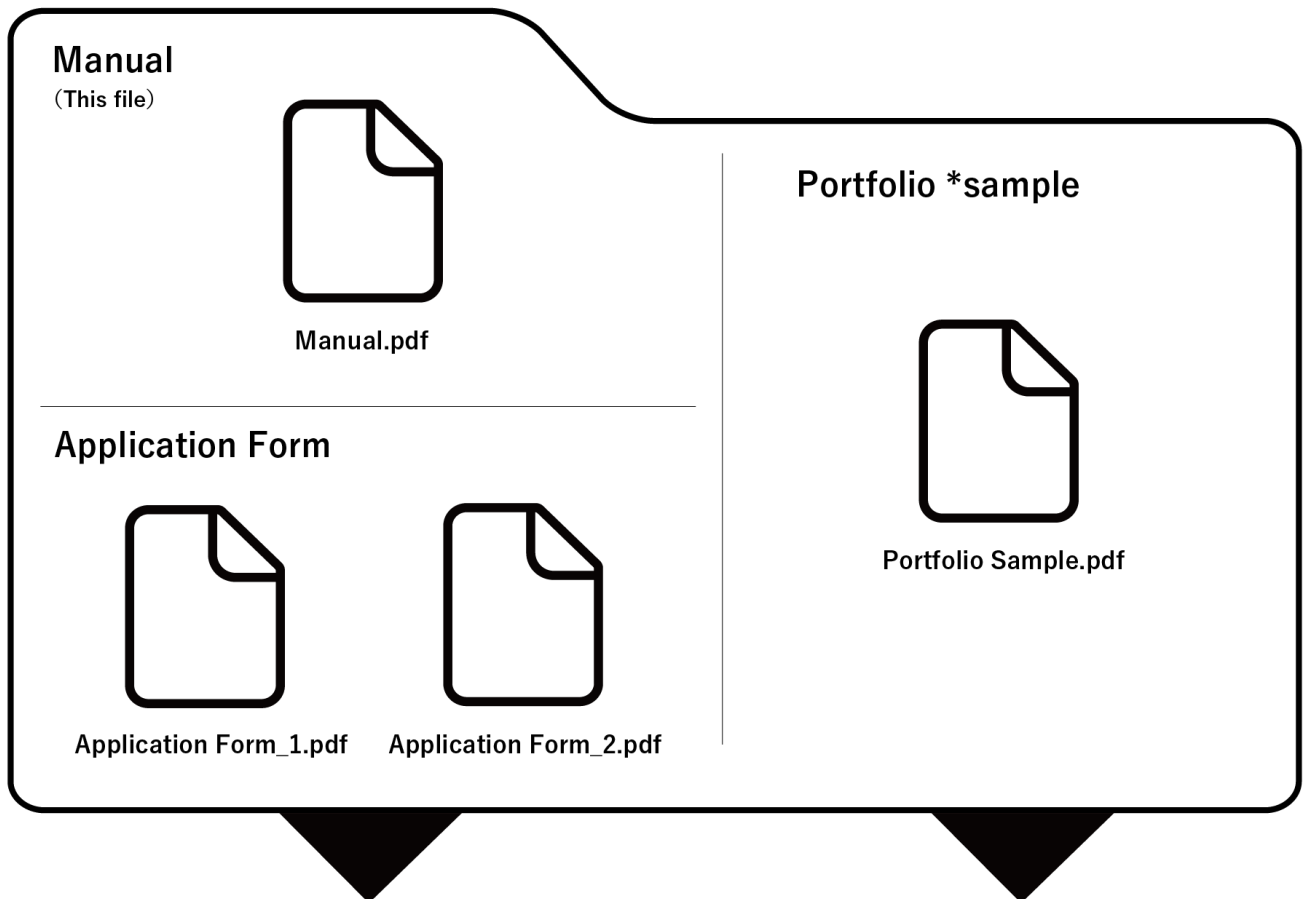 Manual
(This file)
Manual.pdf
Application Form
Application Form_1.pdf
Application Form_2.pdf
Portfolio *sample
Portfolio Sample.pdf